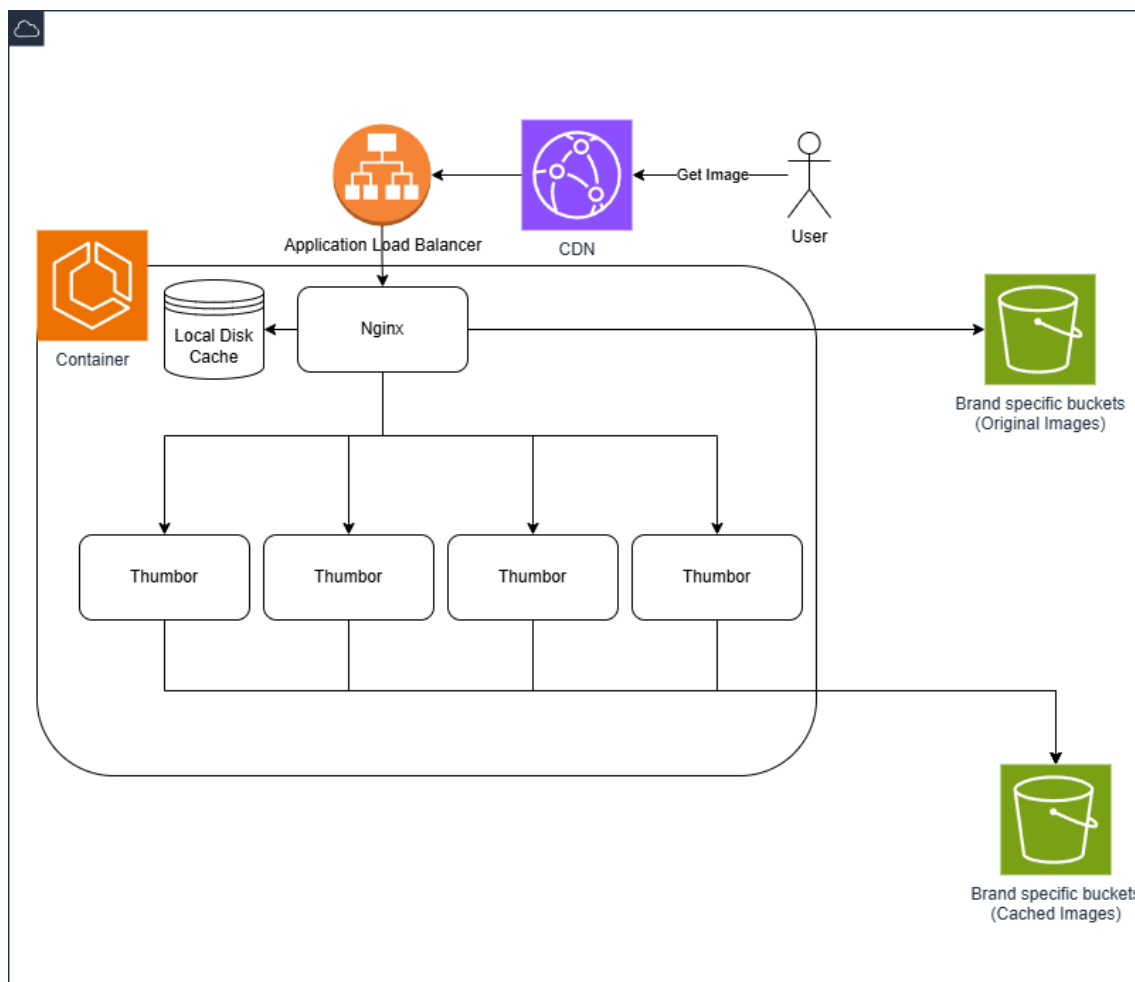 Get Image
User
Application Load Balancer
CDN
Container
Local Disk
Cache
Nginx
Brand specific buckets
(Original Images)
Thumbor
Thumbor
Thumbor
Thumbor
Brand specific buckets
(Cached Images)